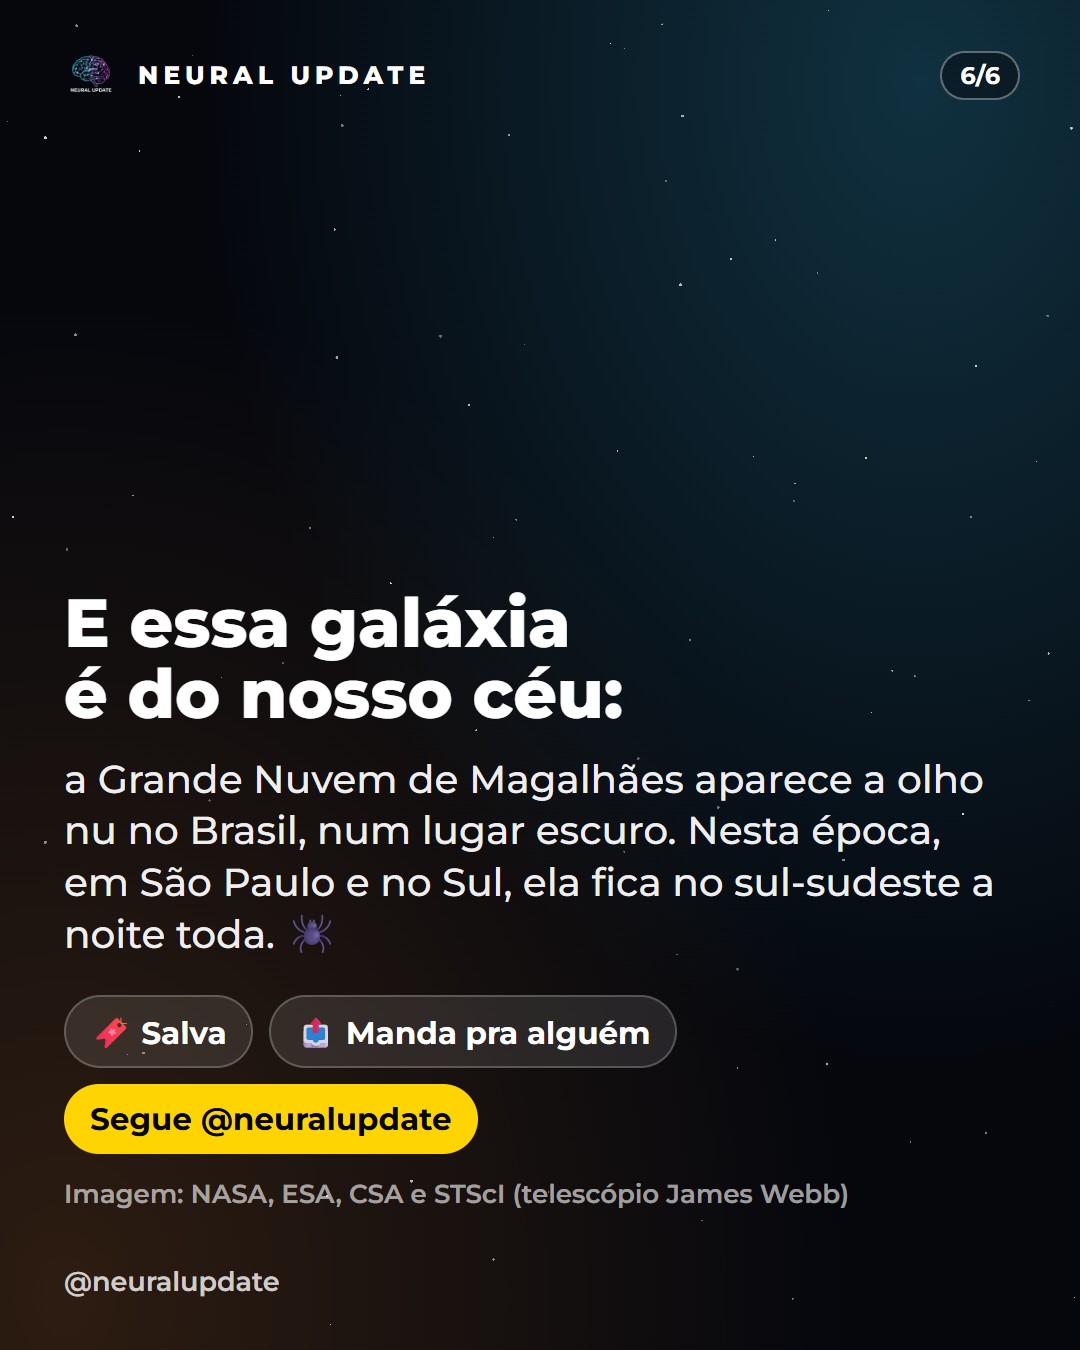 NEURAL UPDATE
NEURAL UPDATE
6/6
E essa galáxia
é do nosso céu:
a Grande Nuvem de Magalhães aparece a olho
nu no Brasil, num lugar escuro. Nesta época,
em São Paulo e no Sul, ela fica no sul-sudeste a
noite toda.
Salva
Manda pra alguém
Segue @neuralupdate
Imagem: NASA, ESA, CSA e STScI (telescópio James Webb)
@neuralupdate